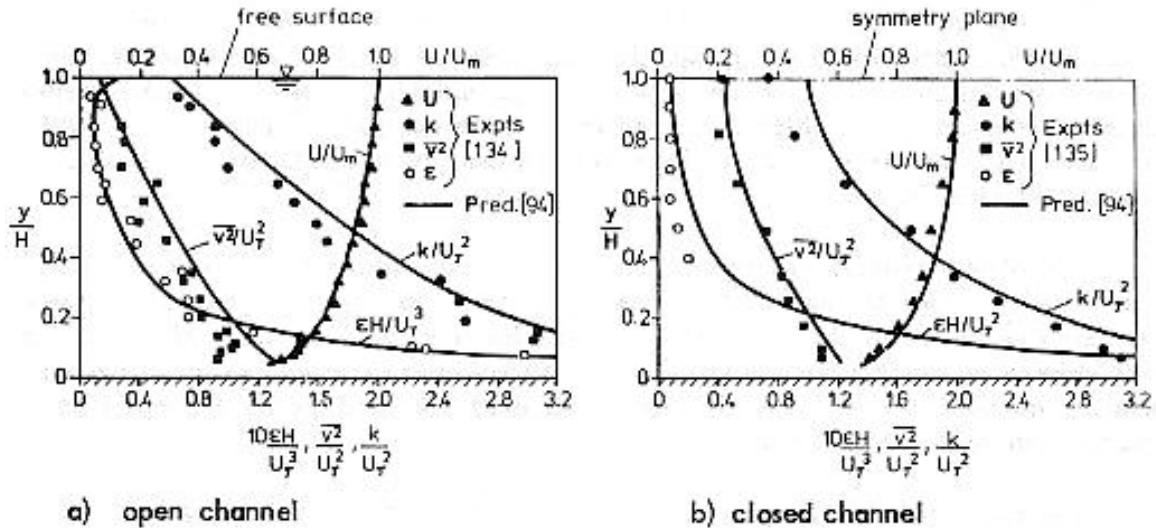 free surface
0 0.2 0.4 0.6 0.8 1.0 U/Um
1.0
0.8
0.6
y/H
0.4
0.2
0
▲ U
● k
■ v̅²
○ ε
Expts
[134]
Pred. [94]
U/Um
v̅²/Uτ²
k/Uτ²
εH/Uτ³
0 0.4 0.8 1.2 2.0 2.4 2.6 3.2
10εH/Uτ³, v̅²/Uτ², k/Uτ²
a) open channel
symmetry plane
0 0.2 0.4 0.6 0.8 1.0 U/Um
1.0
0.8
0.6
y/H
0.4
0.2
0
▲ U
● k
■ v̅²
○ ε
Expts
[135]
Pred. [94]
U/Um
v̅²/Uτ²
k/Uτ²
εH/Uτ²
0 0.4 0.8 1.2 1.6 2.0 2.4 3.2
10εH/Uτ³, v̅²/Uτ², k/Uτ²
b) closed channel